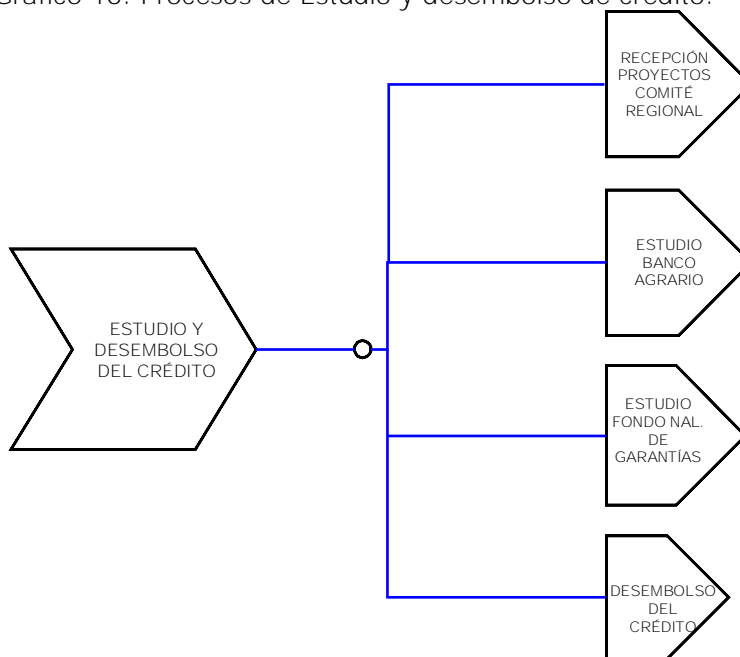 Gráfico 10. Procesos de Estudio y desembolso de crédito.
RECEPCIÓN
PROYECTOS
COMITÉ
REGIONAL
ESTUDIO
BANCO
AGRARIO
ESTUDIO Y
DESEMBOLSO
DEL CRÉDITO
ESTUDIO
FONDO NAL.
DE
GARANTÍAS
DESEMBOLSO
DEL
CRÉDITO